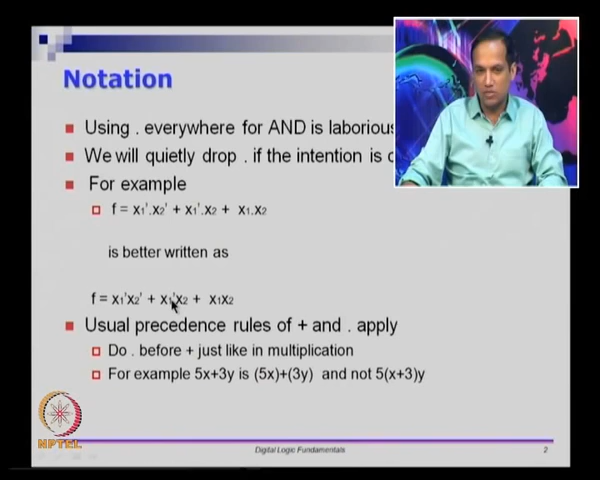 Notation
Using . everywhere for AND is laborious
We will quietly drop . if the intention is
For example
f = x1'.x2' + x1'.x2 + x1.x2
is better written as
f = x1'x2' + x1'x2 + x1x2
Usual precedence rules of + and . apply
Do . before + just like in multiplication
For example 5x+3y is (5x)+(3y) and not 5(x+3)y
NPTEL
Digital Logic Fundamentals
2